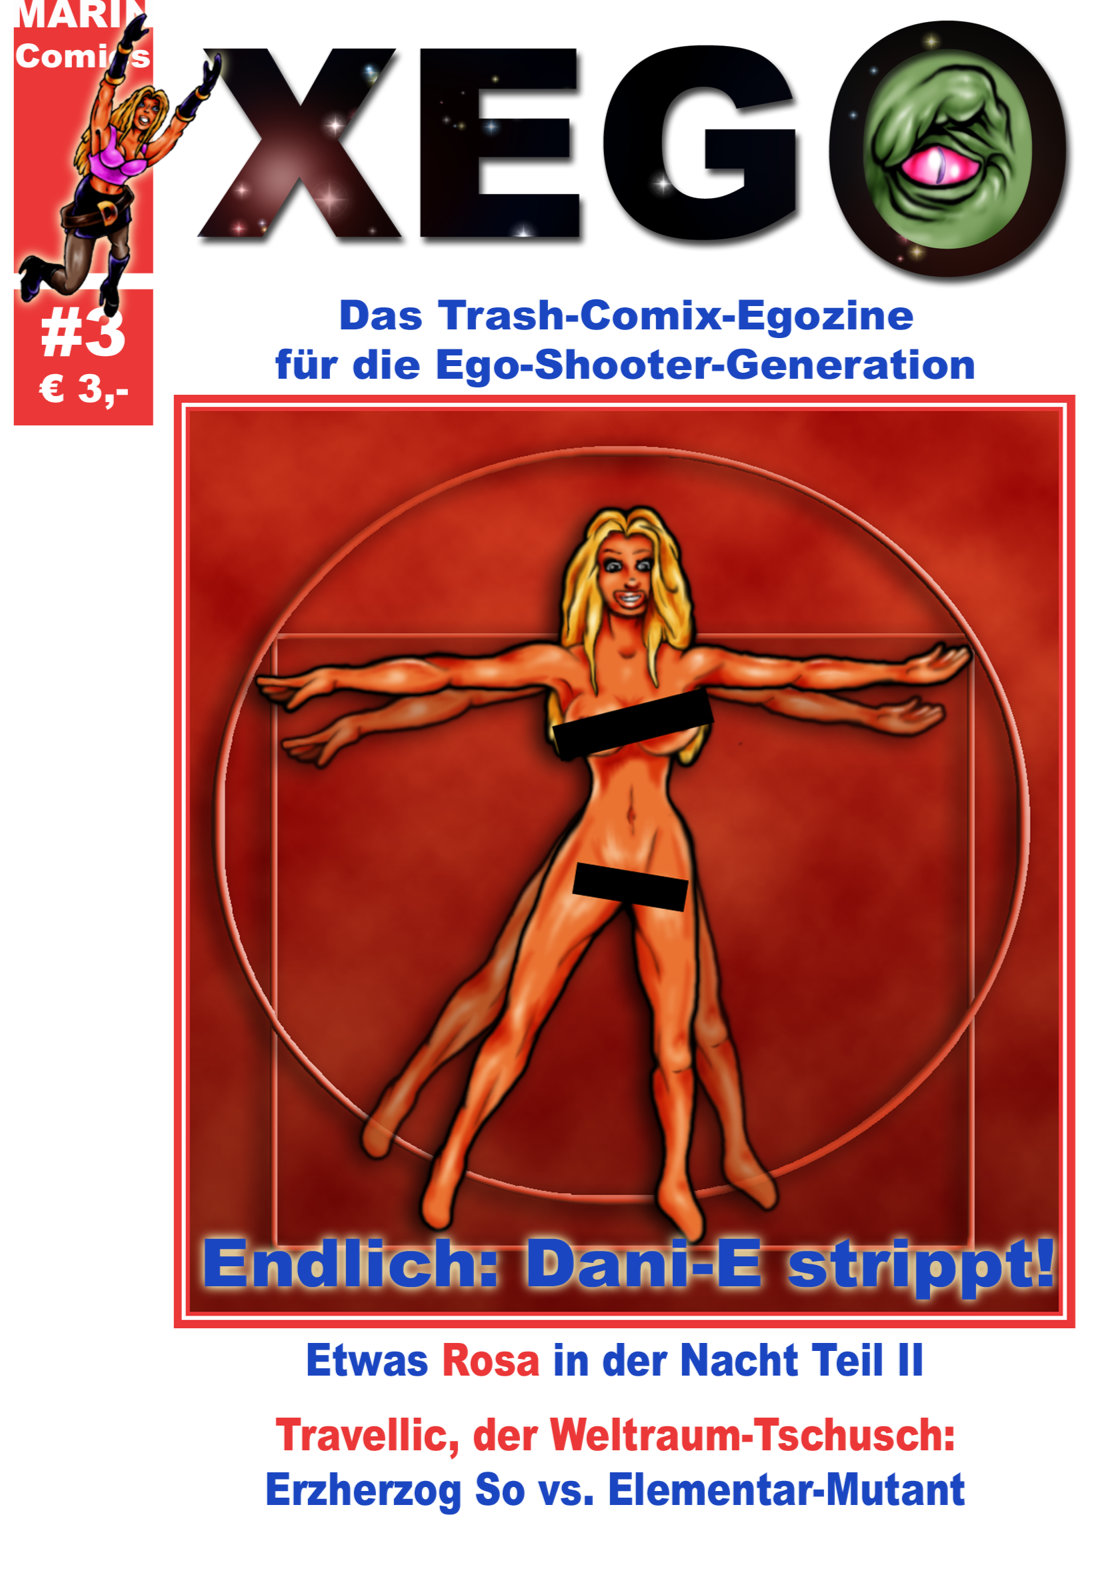 MARIN
Comics
XEGO
#3
€ 3,-
Das Trash-Comix-Egozine
für die Ego-Shooter-Generation
Endlich: Dani-E strippt!
Etwas Rosa in der Nacht Teil II
Travellic, der Weltraum-Tschusch:
Erzherzog So vs. Elementar-Mutant